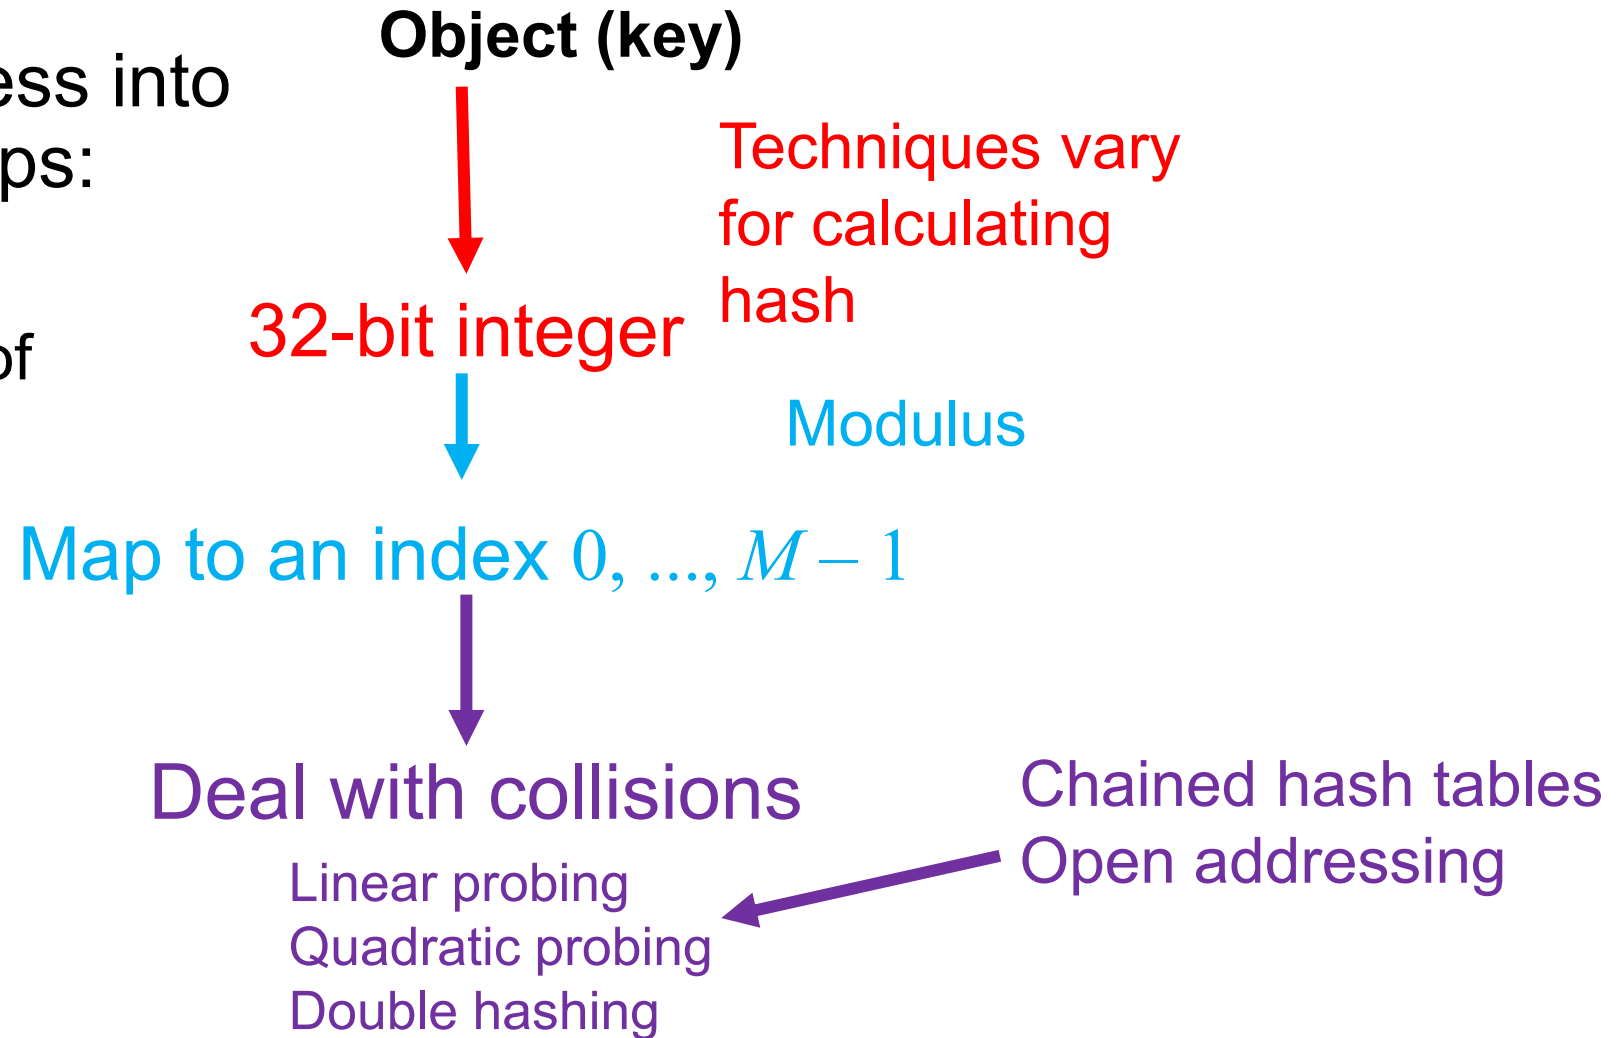 Object (key)
ess into
ps:
Techniques vary
for calculating
hash
32-bit integer
of
Modulus
Map to an index 0, ..., M – 1
Deal with collisions
Chained hash tables
Open addressing
Linear probing
Quadratic probing
Double hashing